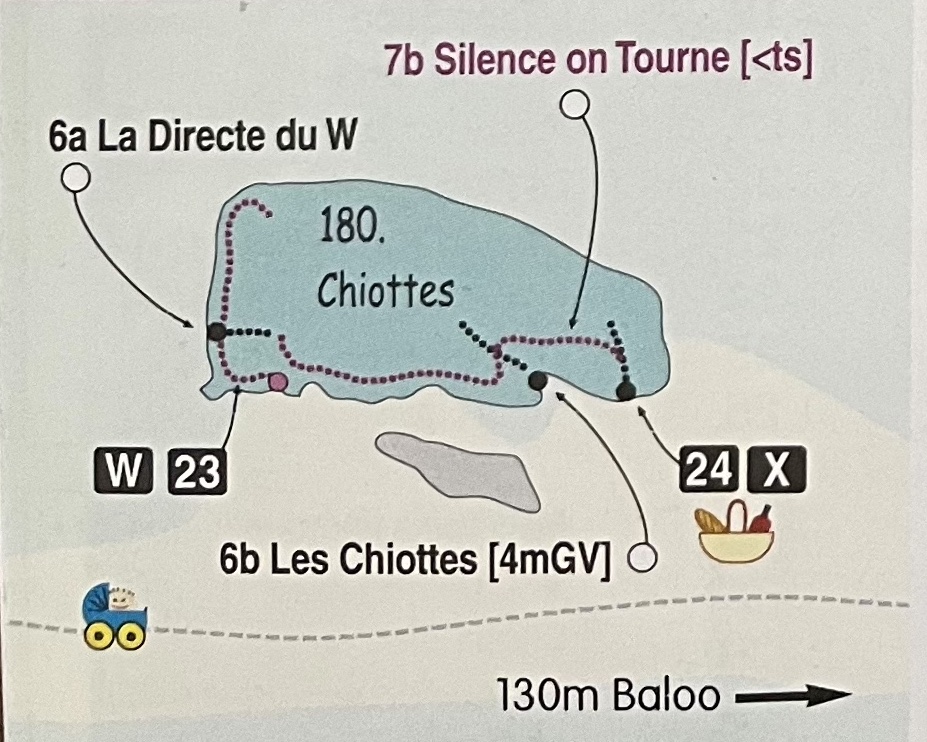 7b Silence on Tourne [<ts]
6a La Directe du W
180.
Chiottes
W 23
24 X
6b Les Chiottes [4mGV]
130m Baloo